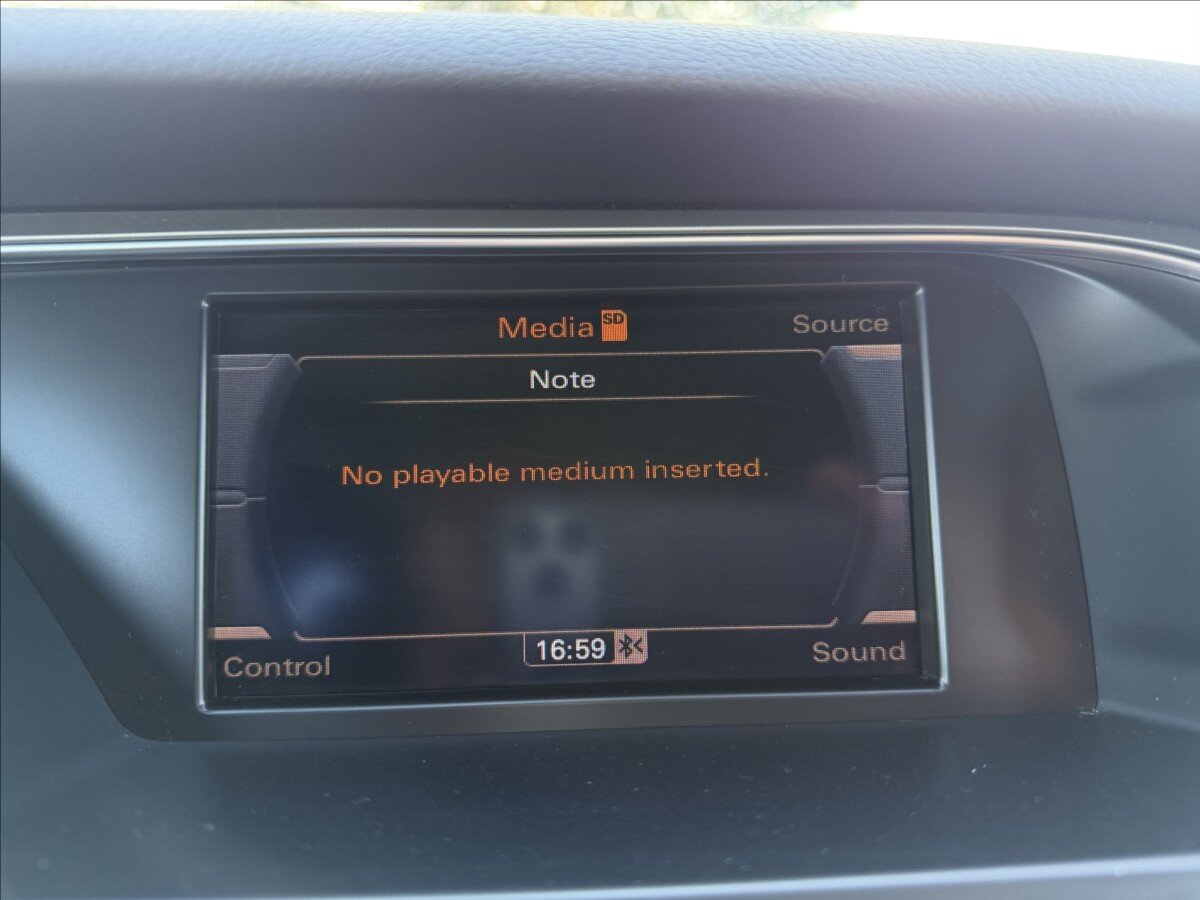 Media SD
Source
Note
No playable medium inserted.
Control
16:59
Sound